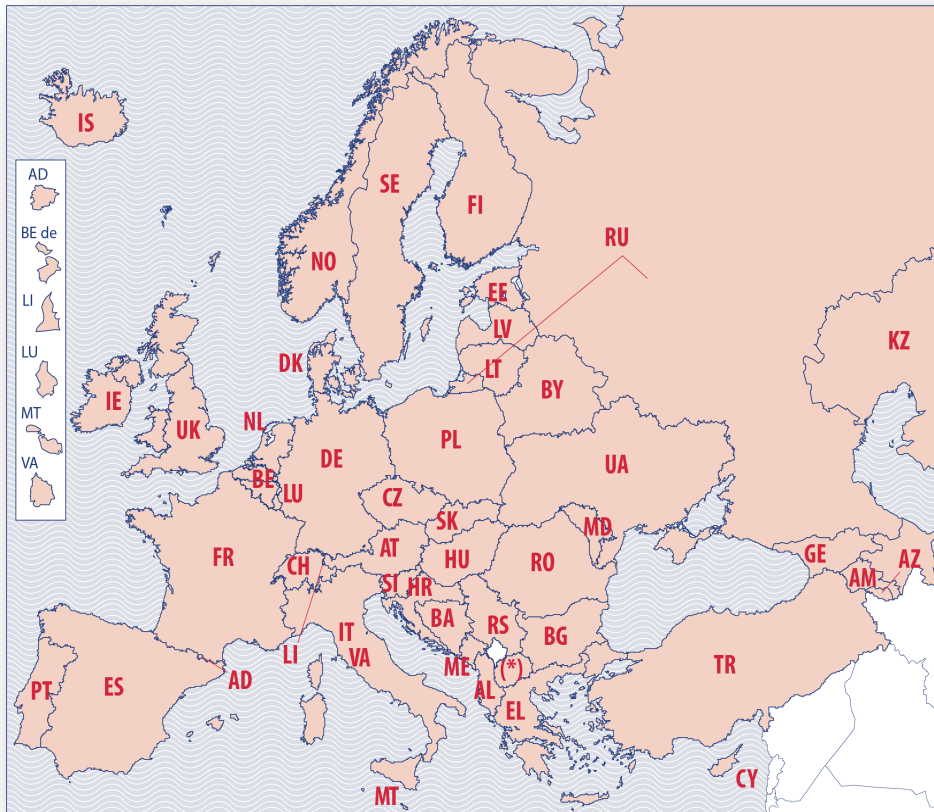 IS
AD
SE
FI
BE de
RU
NO
EE
LI
LV
KZ
LU
DK
LT
BY
IE
MT
NL
UK
PL
VA
DE
UA
BE
LU
CZ
SK
MD
FR
AT
GE
CH
HU
RO
AZ
AM
SI
HR
BA
RS
IT
BG
LI
VA
ME
(*)
TR
PT
ES
AD
AL
EL
CY
MT